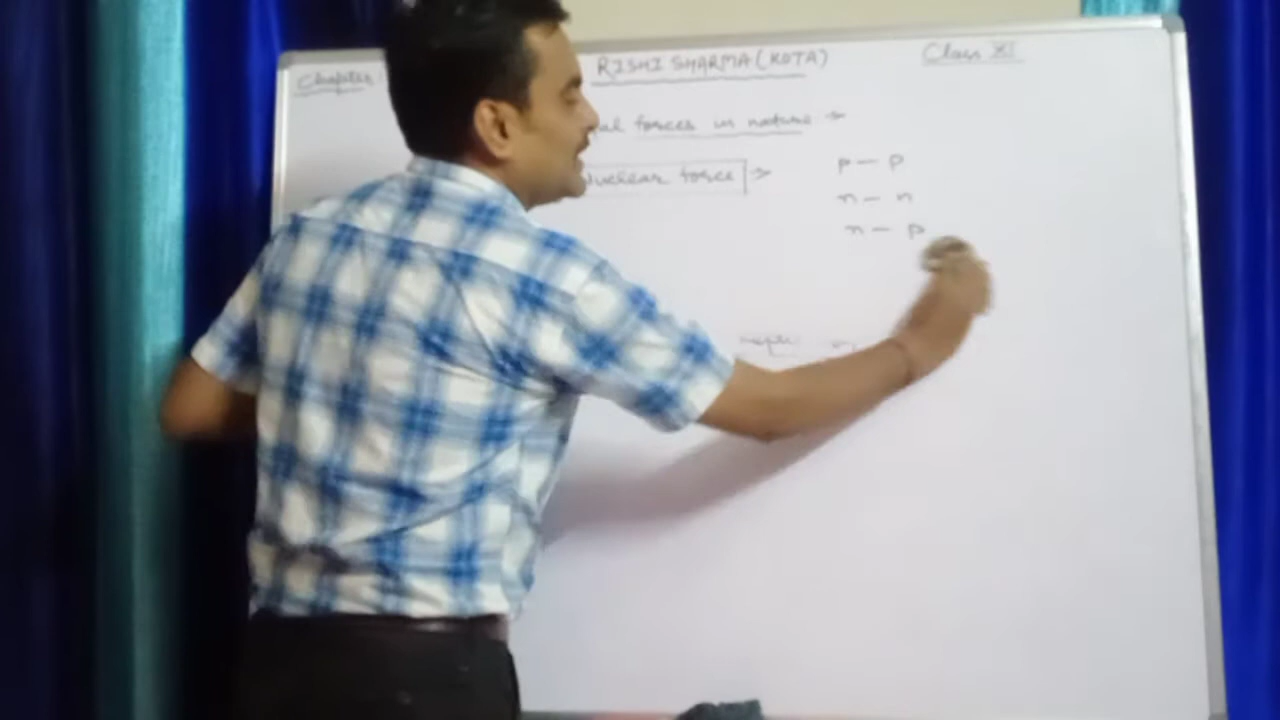 Chapter RISHI SHARMA (KOTA) Class XI
al forces in nature :-
Nuclear force :-
p - p
n - n
n - p